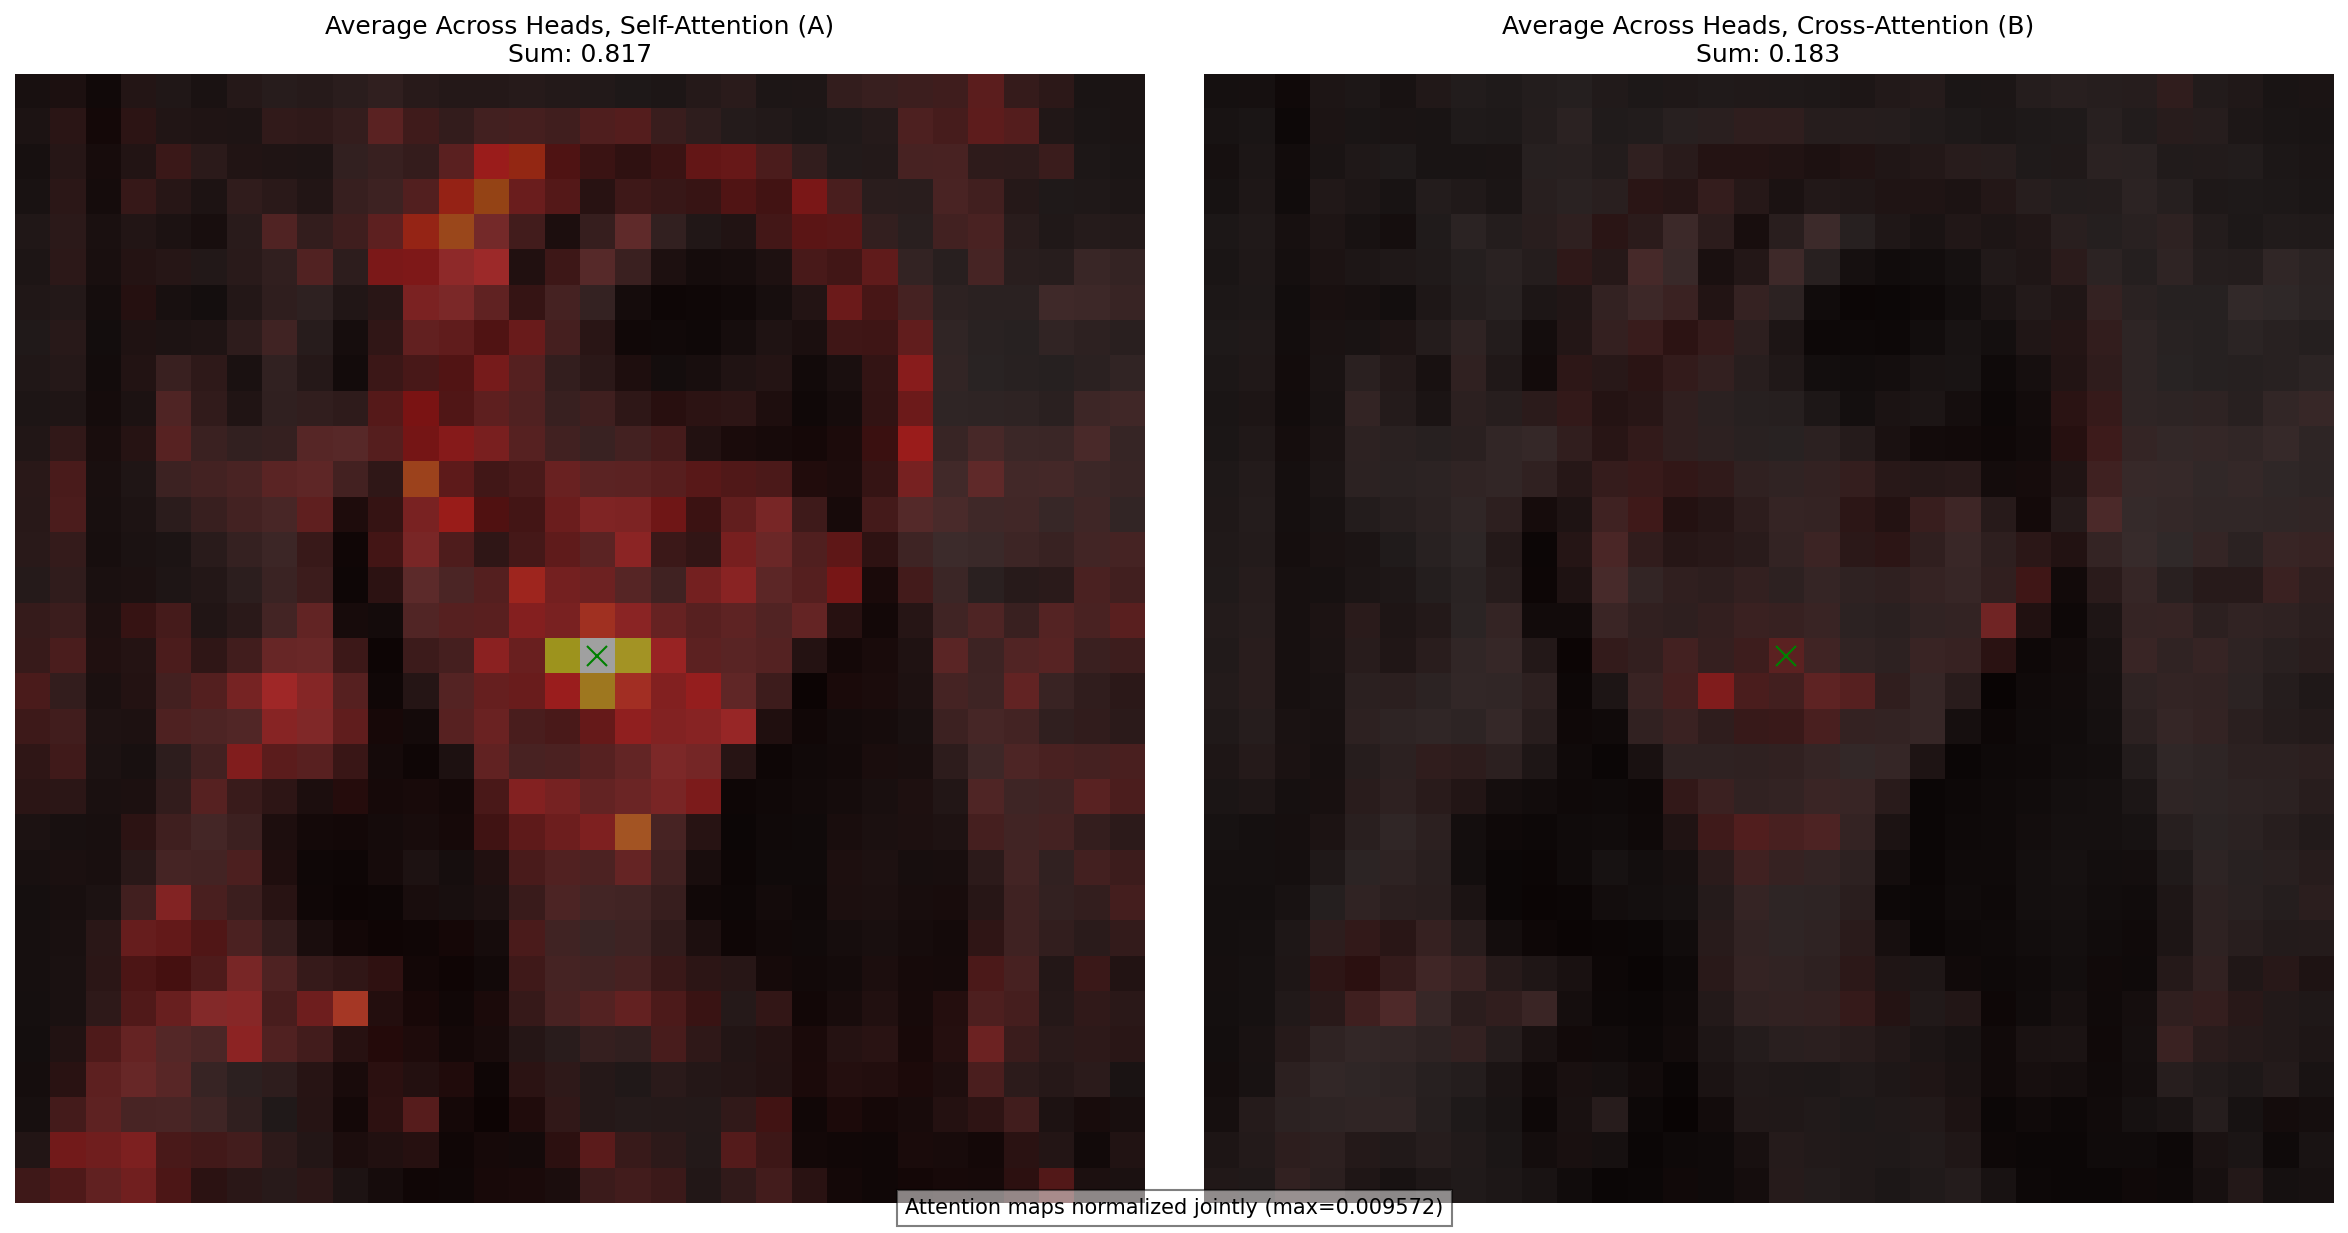 Average Across Heads, Self-Attention (A)
Sum: 0.817
Average Across Heads, Cross-Attention (B)
Sum: 0.183
Attention maps normalized jointly (max=0.009572)